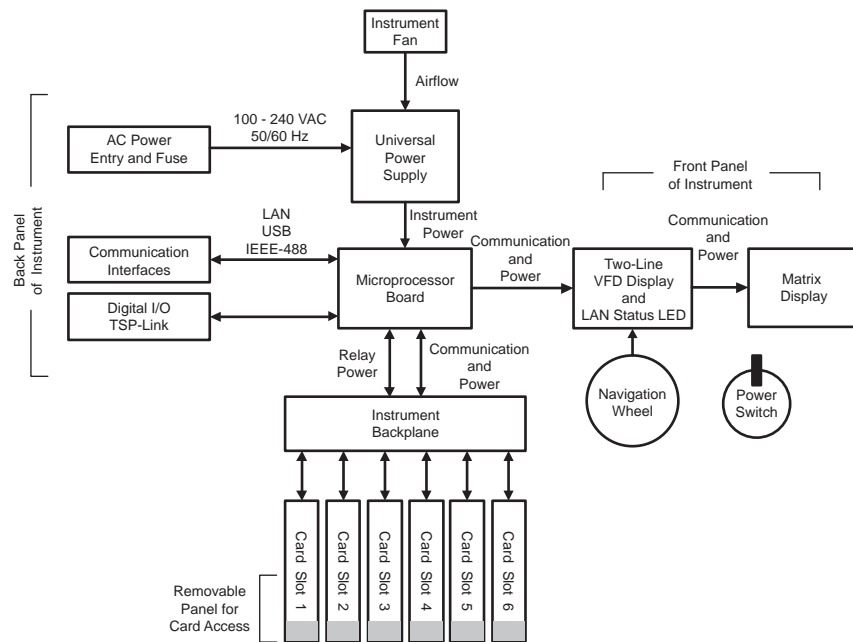 Instrument
Fan
Airflow
100 - 240 VAC
50/60 Hz
AC Power
Entry and Fuse
Universal
Power
Supply
Front Panel
of Instrument
Back Panel
of Instrument
LAN
USB
IEEE-488
Instrument
Power
Communication
and
Power
Communication
and
Power
Communication
Interfaces
Microprocessor
Board
Two-Line
VFD Display
and
LAN Status LED
Matrix
Display
Digital I/O
TSP-Link
Relay
Power
Communication
and
Power
Navigation
Wheel
Power
Switch
Instrument
Backplane
Card Slot 1
Card Slot 2
Card Slot 3
Card Slot 4
Card Slot 5
Card Slot 6
Removable
Panel for
Card Access